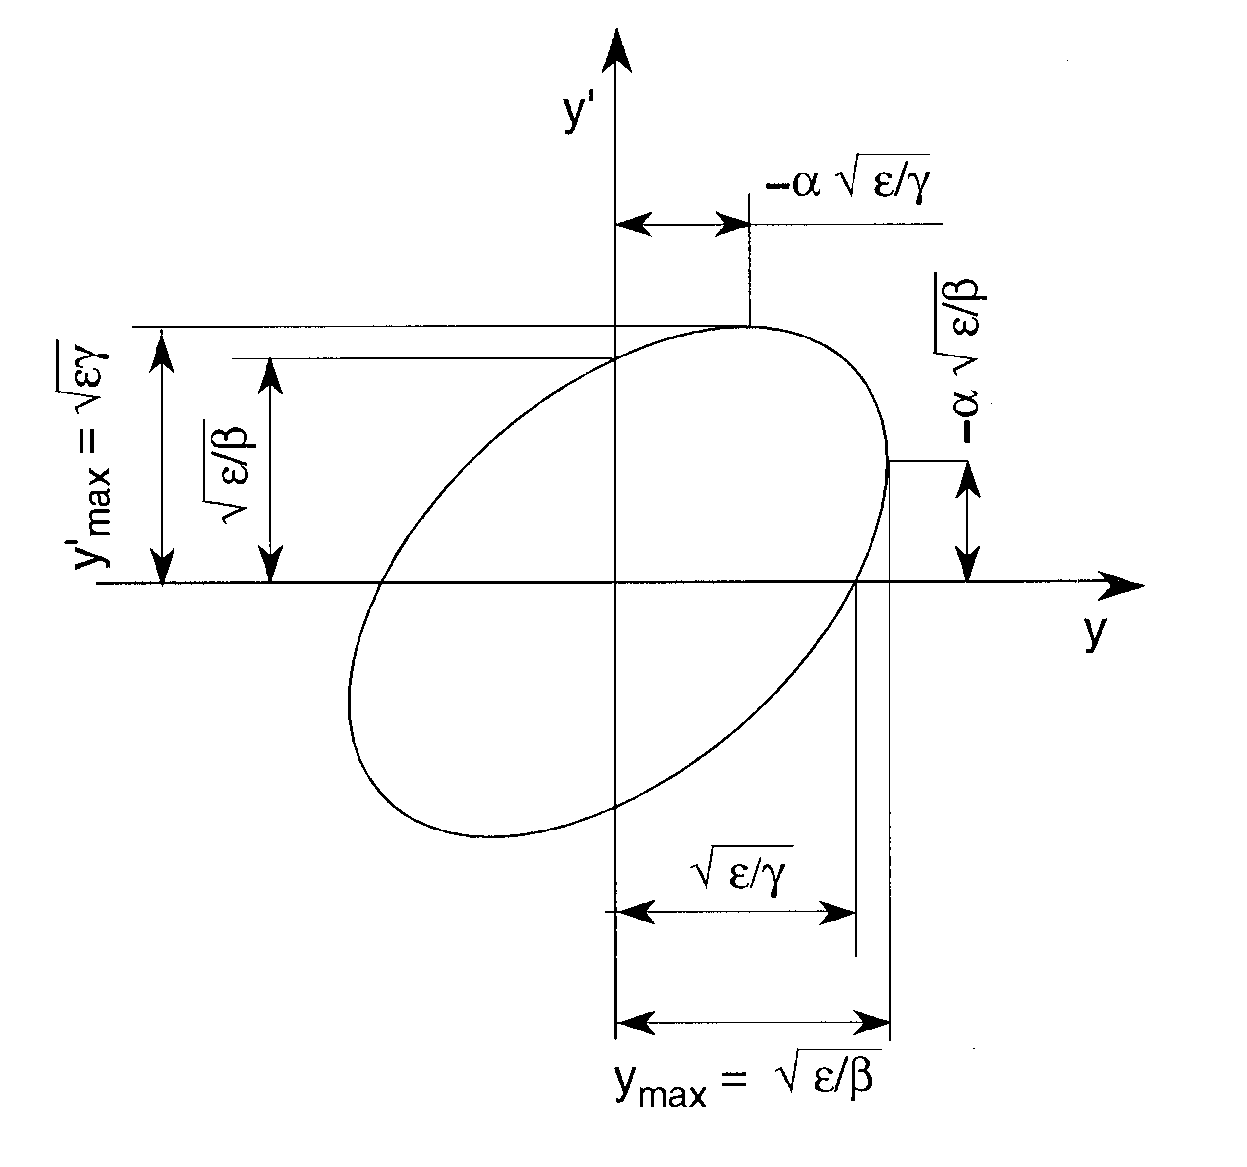 y'
−α √ε/γ
−α √ε/β
y'max = √εγ
√ε/β
y
√ε/γ
ymax = √ε/β